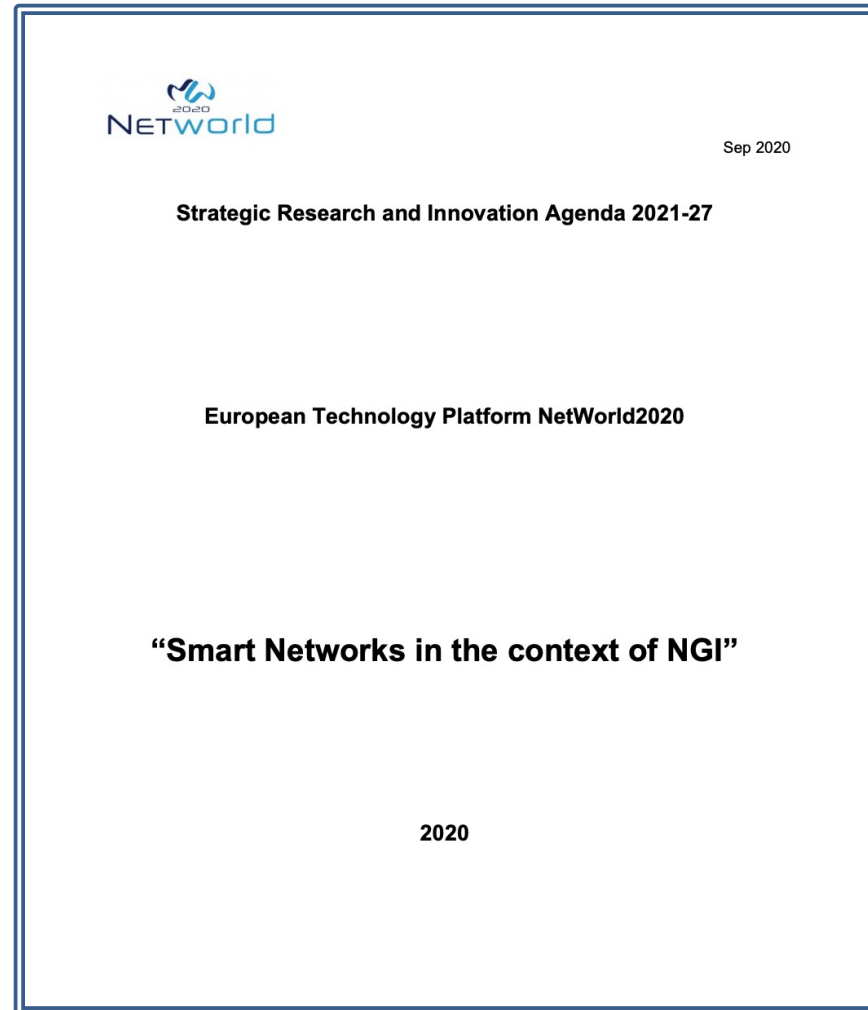 2020
NETWorld
Sep 2020
Strategic Research and Innovation Agenda 2021-27
European Technology Platform NetWorld2020
“Smart Networks in the context of NGI”
2020